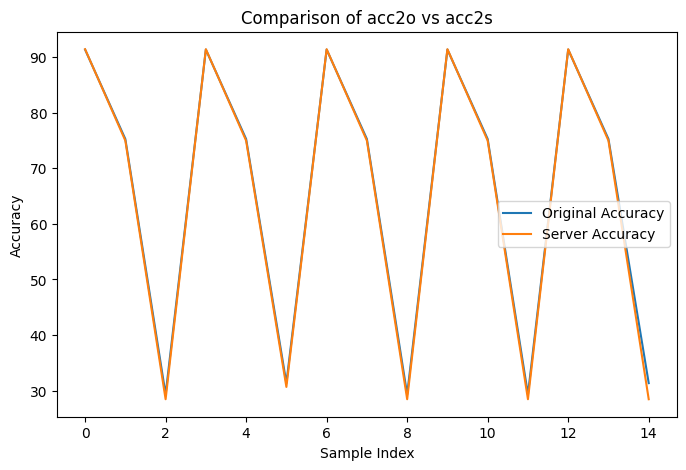 Comparison of acc2o vs acc2s
Accuracy
90
80
70
60
50
40
30
Original Accuracy
Server Accuracy
0 2 4 6 8 10 12 14
Sample Index